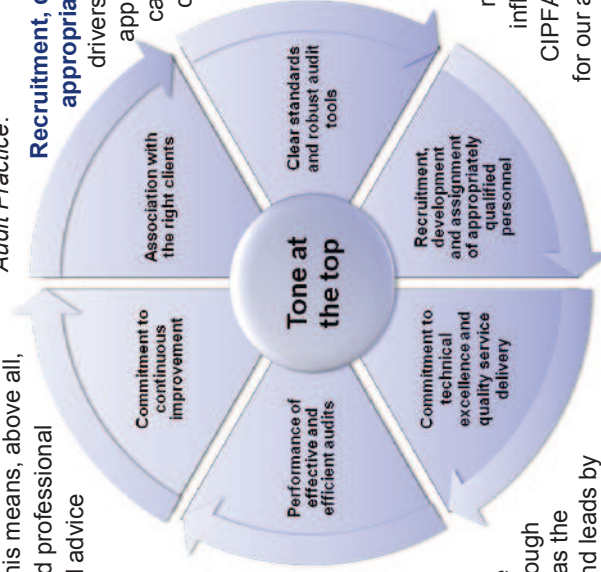 his means, above all,
d professional
l advice
Audit Practice.
Recruitment, d
appropria
drivers
app
ca
Association with
the right clients
Clear standards
and robust audit
tools
Recruitment,
development
and assignment
of appropriately
qualified
personnel
Commitment to
technical
excellence and
quality service
delivery
Performance of
effective and
efficient audits
Commitment to
continuous
improvement
Tone at
the top
ough
as the
nd leads by
infl
CIPFA
for our a